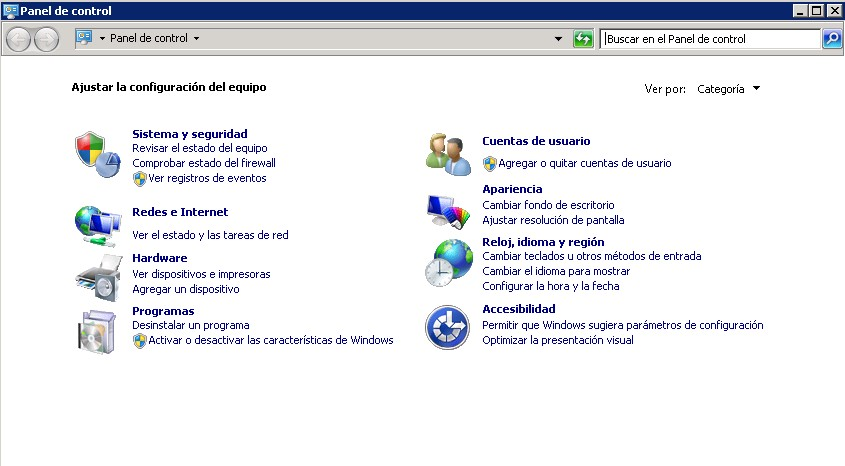 Panel de control
Panel de control
Buscar en el Panel de control
Ajustar la configuración del equipo
Ver por: Categoría
Sistema y seguridad
Revisar el estado del equipo
Comprobar estado del firewall
Ver registros de eventos
Redes e Internet
Ver el estado y las tareas de red
Hardware
Ver dispositivos e impresoras
Agregar un dispositivo
Programas
Desinstalar un programa
Activar o desactivar las características de Windows
Cuentas de usuario
Agregar o quitar cuentas de usuario
Apariencia
Cambiar fondo de escritorio
Ajustar resolución de pantalla
Reloj, idioma y región
Cambiar teclados u otros métodos de entrada
Cambiar el idioma para mostrar
Configurar la hora y la fecha
Accesibilidad
Permitir que Windows sugiera parámetros de configuración
Optimizar la presentación visual